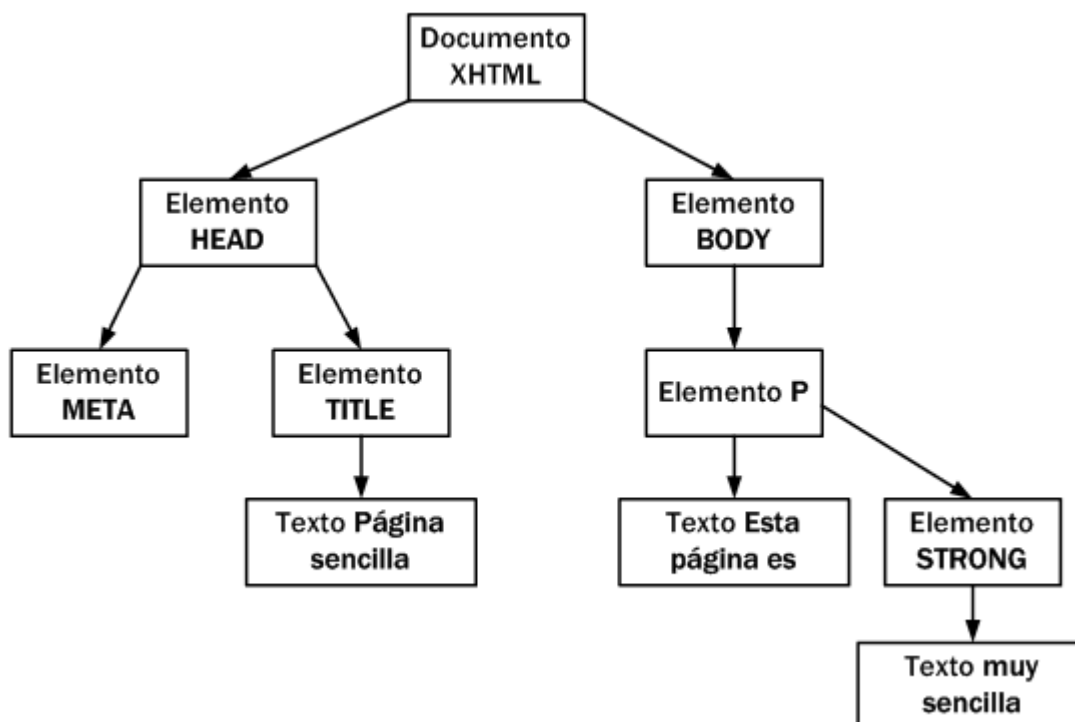 Documento
XHTML
Elemento
HEAD
Elemento
BODY
Elemento
META
Elemento
TITLE
Elemento P
Texto Página
sencilla
Texto Esta
página es
Elemento
STRONG
Texto muy
sencilla